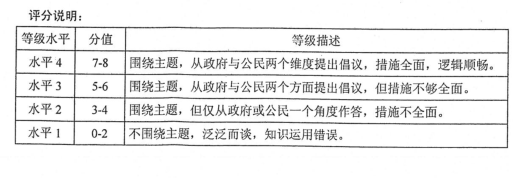 评分说明：
等级水平 分值 等级描述
水平 4 7-8 围绕主题，从政府与公民两个维度提出倡议，措施全面，逻辑顺畅。
水平 3 5-6 围绕主题，从政府与公民两个方面提出倡议，但措施不够全面。
水平 2 3-4 围绕主题，但仅从政府或公民一个角度作答，措施不全面。
水平 1 0-2 不围绕主题，泛泛而谈，知识运用错误。